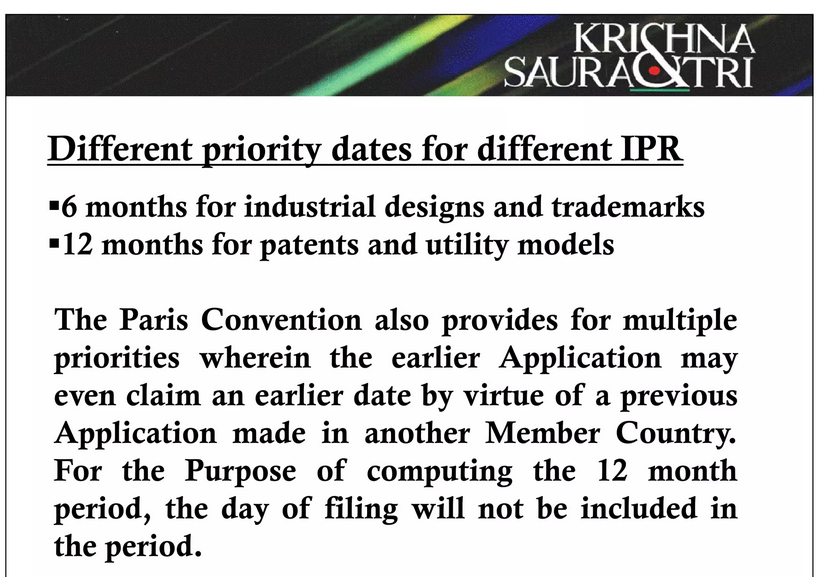 KRISHNA
SAURA&TRI
Different priority dates for different IPR
▪6 months for industrial designs and trademarks
▪12 months for patents and utility models
The Paris Convention also provides for multiple
priorities wherein the earlier Application may
even claim an earlier date by virtue of a previous
Application made in another Member Country.
For the Purpose of computing the 12 month
period, the day of filing will not be included in
the period.